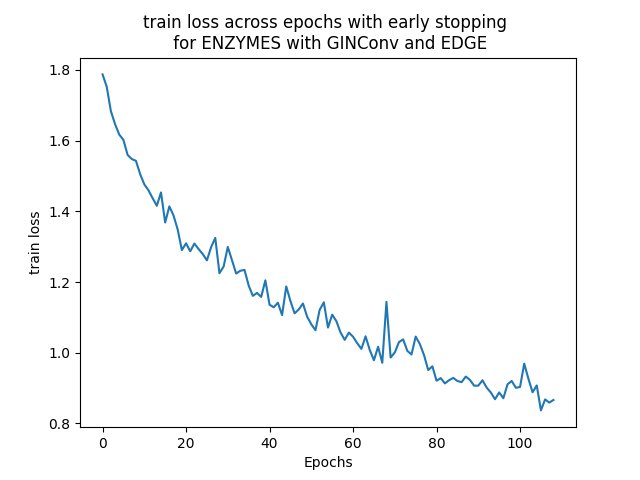 train loss across epochs with early stopping
for ENZYMES with GINConv and EDGE
1.8
1.6
1.4
1.2
1.0
0.8
train loss
0 20 40 60 80 100
Epochs